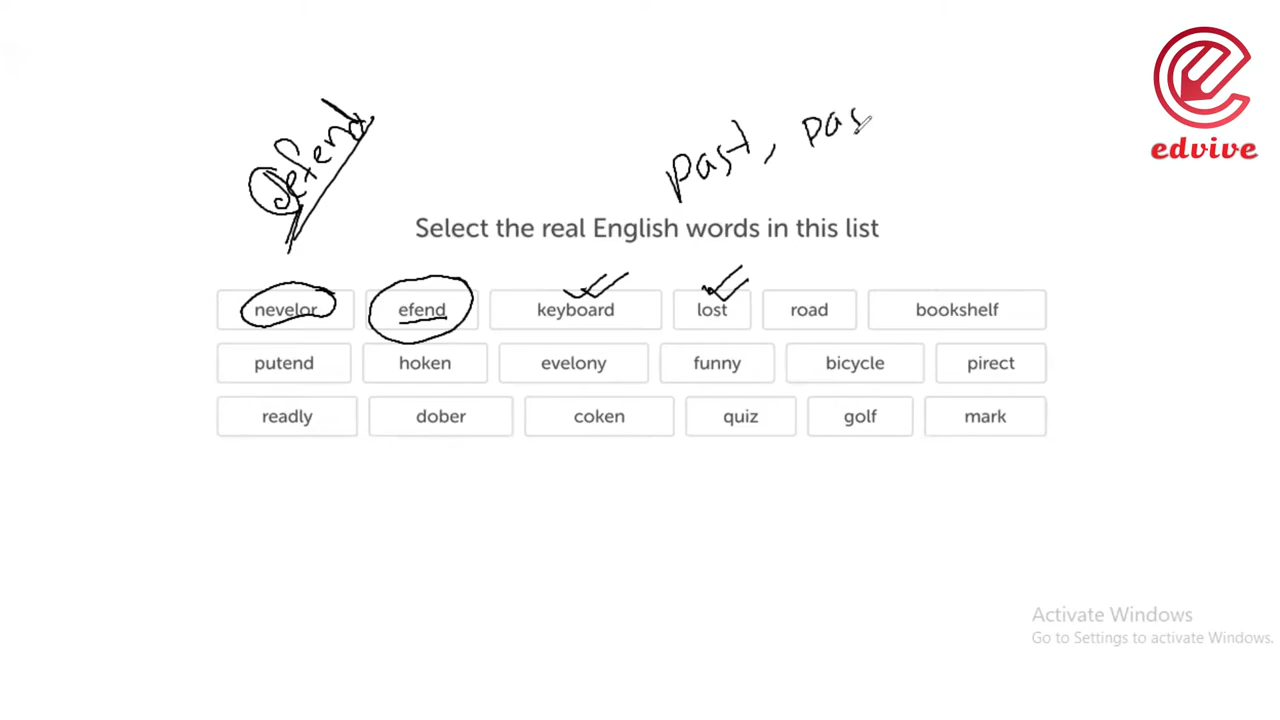 edvive
defend
past, pas
Select the real English words in this list
nevelor efend keyboard lost road bookshelf
putend hoken evelony funny bicycle pirect
readly dober coken quiz golf mark
Activate Windows
Go to Settings to activate Windows.